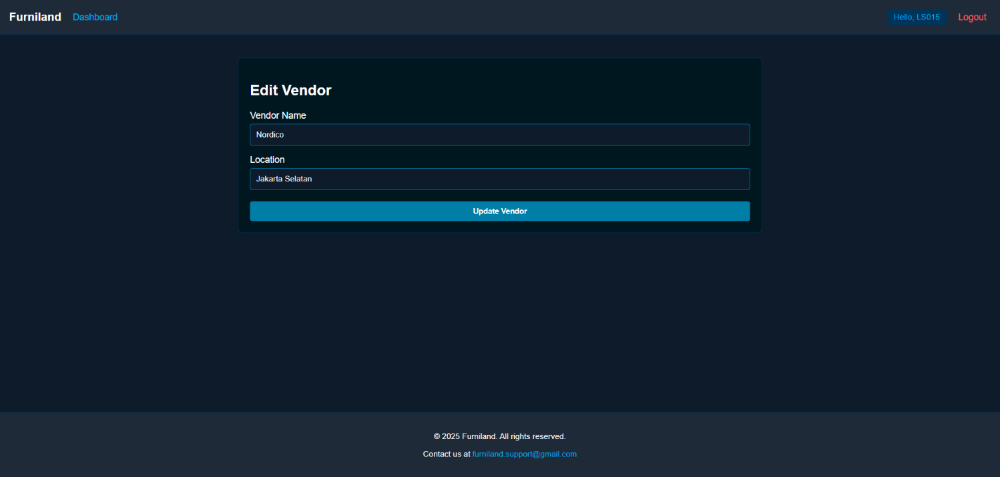 Furniland Dashboard Hello, LS015 Logout
Edit Vendor
Vendor Name
Nordico
Location
Jakarta Selatan
Update Vendor
© 2025 Furniland. All rights reserved.
Contact us at furniland.support@gmail.com